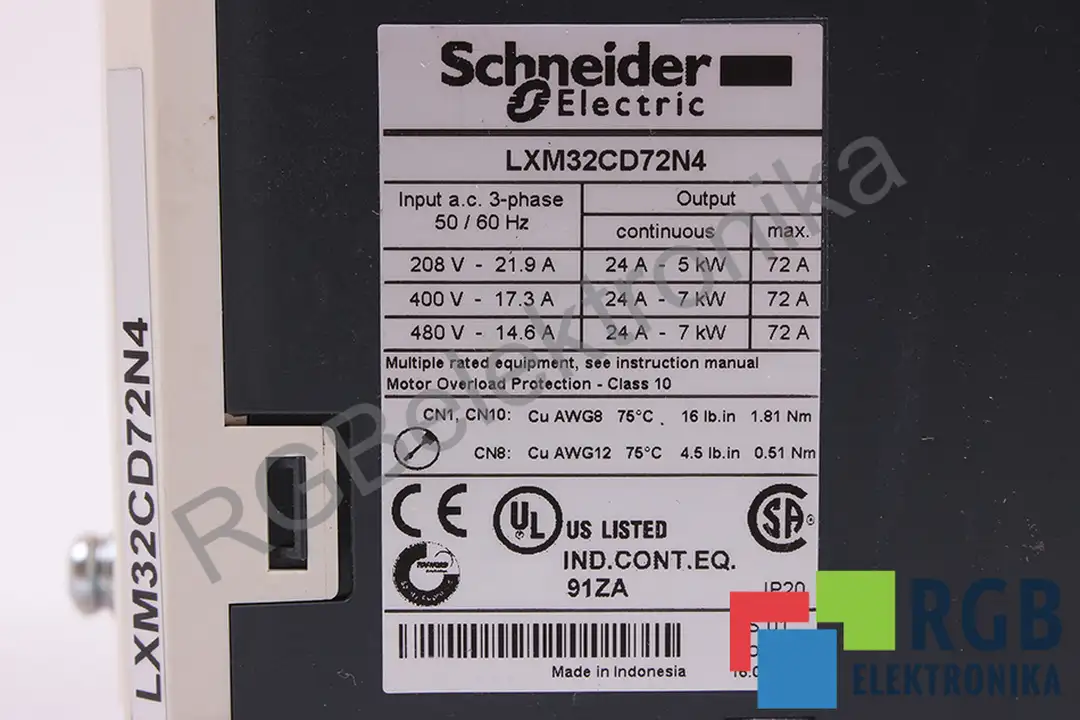 Schneider
Electric
LXM32CD72N4
Input a.c. 3-phase
50 / 60 Hz
Output
continuous
max.
208 V - 21.9 A
24 A - 5 kW
72 A
400 V - 17.3 A
24 A - 7 kW
72 A
480 V - 14.6 A
24 A - 7 kW
72 A
Multiple rated equipment, see instruction manual
Motor Overload Protection - Class 10
CN1, CN10: Cu AWG8 75°C 16 lb.in 1.81 Nm
CN8: Cu AWG12 75°C 4.5 lb.in 0.51 Nm
CE
UL
US LISTED
IND.CONT.EQ.
91ZA
SA
IP20
Made in Indonesia
LXM32CD72N4
RGBelektronika
RGB
ELEKTRONIKA